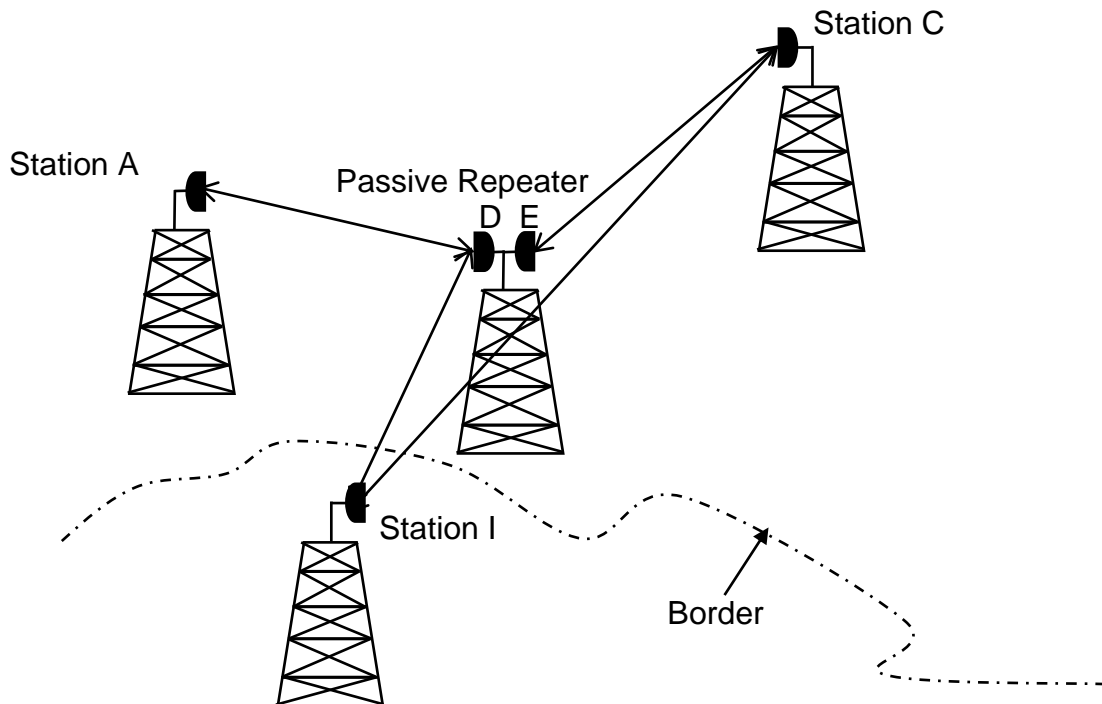 Station C
Station A
Passive Repeater
D E
Station I
Border